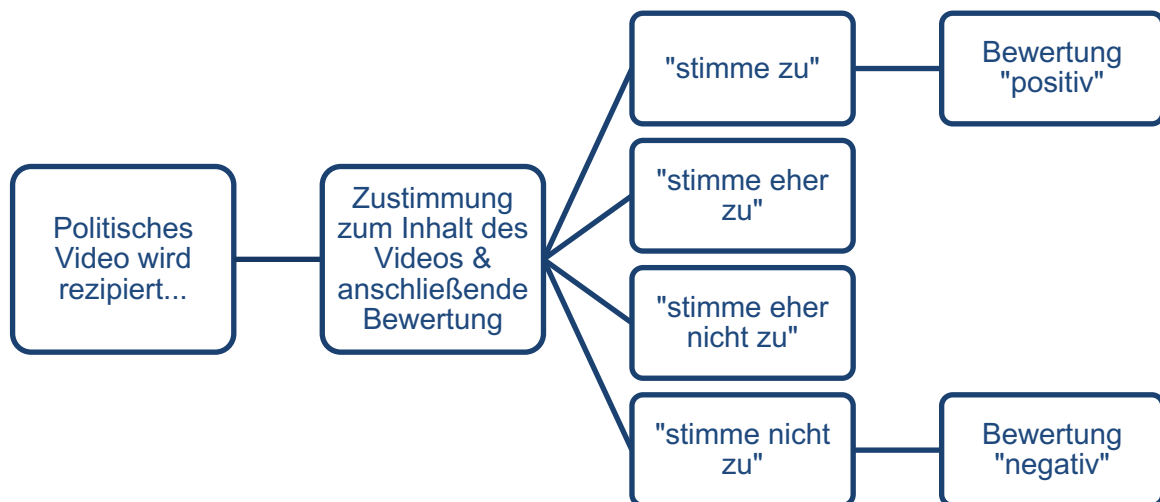 Politisches
Video wird
rezipiert...
Zustimmung
zum Inhalt des
Videos &
anschließende
Bewertung
"stimme zu"
Bewertung
"positiv"
"stimme eher
zu"
"stimme eher
nicht zu"
"stimme nicht
zu"
Bewertung
"negativ"